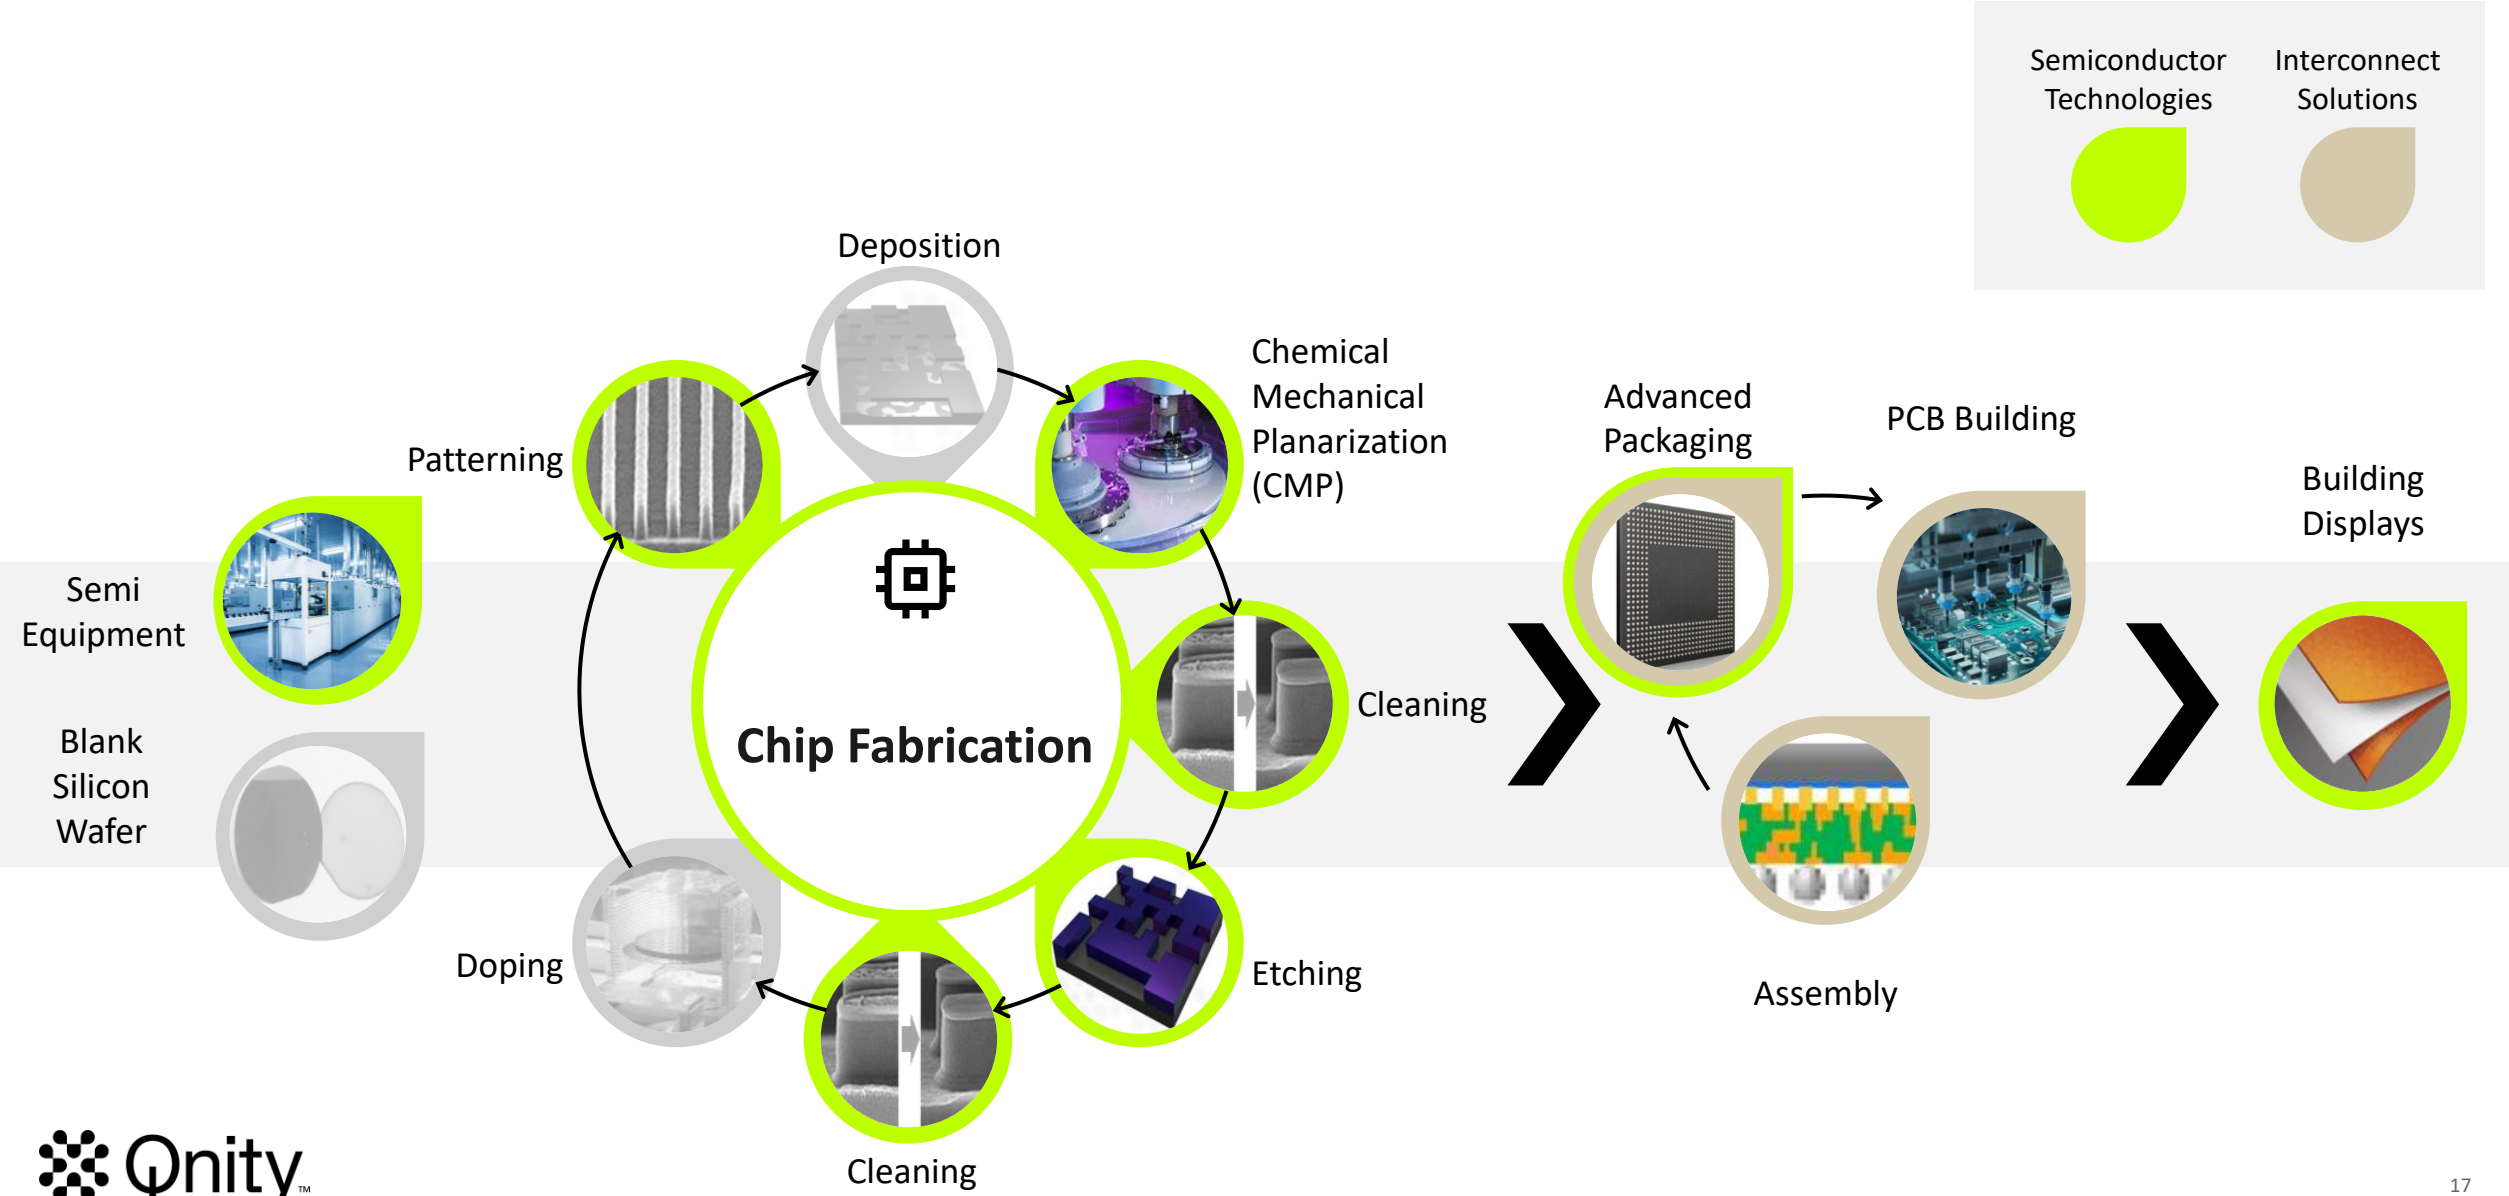 Semiconductor
Technologies
Interconnect
Solutions
Deposition
Chemical
Mechanical
Planarization
(CMP)
Patterning
Advanced
Packaging
PCB Building
Building
Displays
Semi
Equipment
Blank
Silicon
Wafer
Chip Fabrication
Cleaning
Doping
Etching
Assembly
Cleaning
Qnity™
17